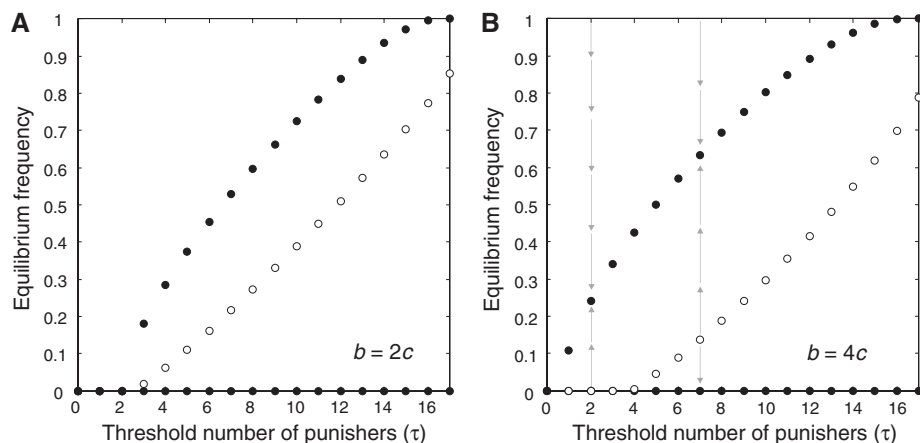 A
B
1
0.9
0.8
0.7
0.6
0.5
0.4
0.3
0.2
0.1
0
Equilibrium frequency
b = 2c
0 2 4 6 8 10 12 14 16
Threshold number of punishers (τ)
1
0.9
0.8
0.7
0.6
0.5
0.4
0.3
0.2
0.1
0
Equilibrium frequency
b = 4c
0 2 4 6 8 10 12 14 16
Threshold number of punishers (τ)